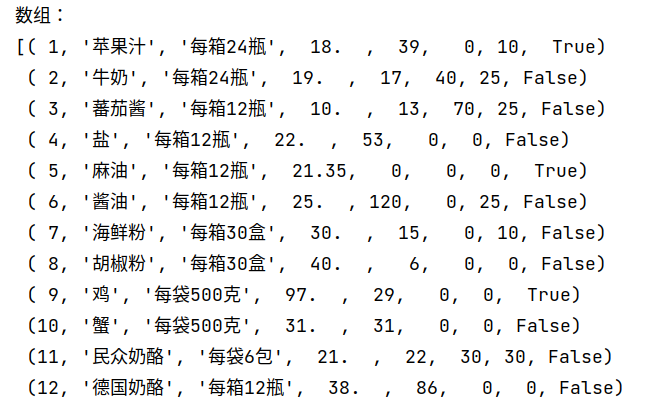 数组：
[( 1, '苹果汁', '每箱24瓶',  18.  ,  39,   0, 10,  True)
 ( 2, '牛奶', '每箱24瓶',  19.  ,  17,  40, 25, False)
 ( 3, '蕃茄酱', '每箱12瓶',  10.  ,  13,  70, 25, False)
 ( 4, '盐', '每箱12瓶',  22.  ,  53,   0,  0, False)
 ( 5, '麻油', '每箱12瓶',  21.35,   0,   0,  0,  True)
 ( 6, '酱油', '每箱12瓶',  25.  , 120,   0, 25, False)
 ( 7, '海鲜粉', '每箱30盒',  30.  ,  15,   0, 10, False)
 ( 8, '胡椒粉', '每箱30盒',  40.  ,   6,   0,  0, False)
 ( 9, '鸡', '每袋500克',  97.  ,  29,   0,  0,  True)
 (10, '蟹', '每袋500克',  31.  ,  31,   0,  0, False)
 (11, '民众奶酪', '每袋6包',  21.  ,  22,  30, 30, False)
 (12, '德国奶酪', '每箱12瓶',  38.  ,  86,   0,  0, False)